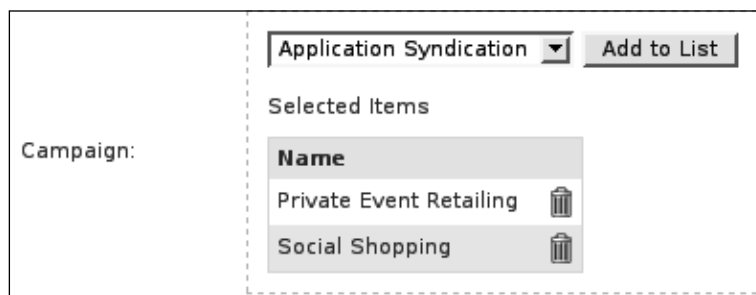 Application Syndication Add to List
Selected Items
Campaign:
Name
Private Event Retailing
Social Shopping